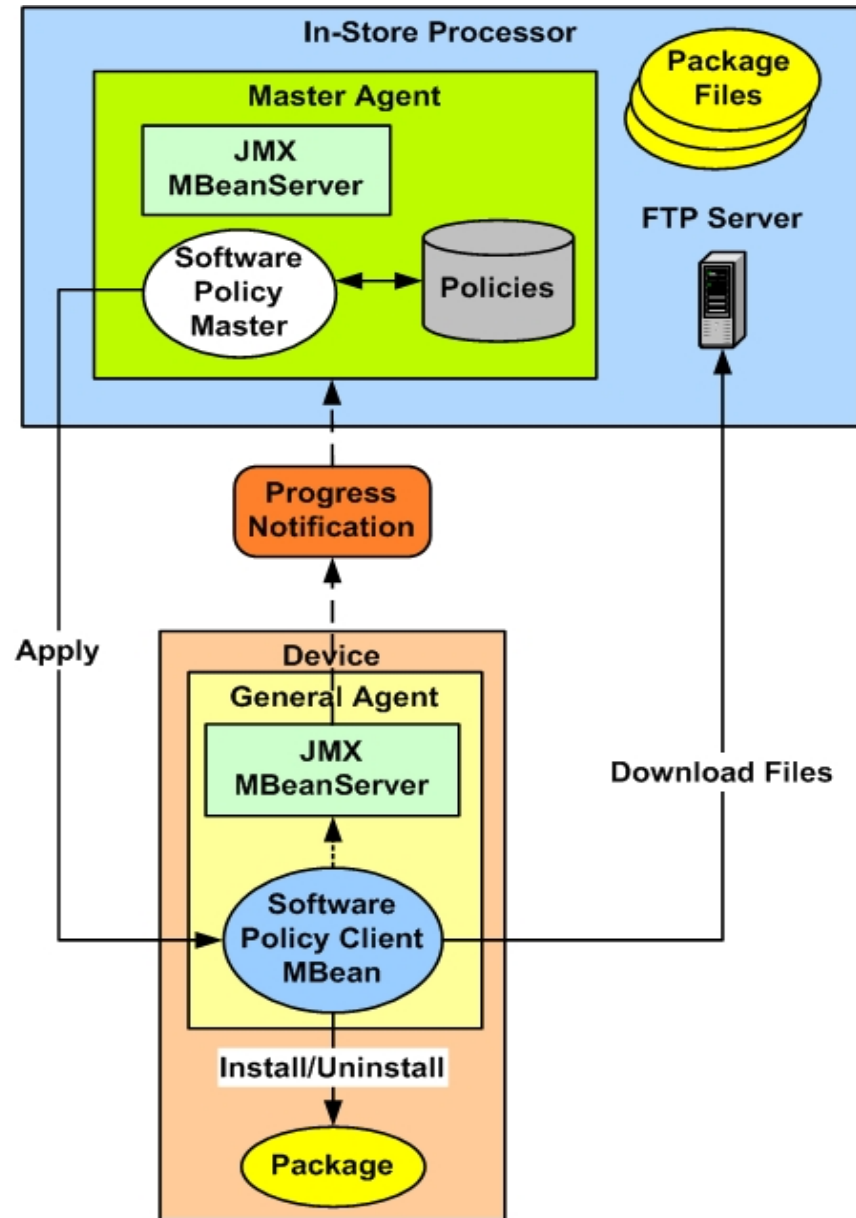 In-Store Processor
Master Agent
Package
Files
JMX
MBeanServer
FTP Server
Software
Policy
Master
Policies
Progress
Notification
Apply
Device
General Agent
JMX
MBeanServer
Download Files
Software
Policy Client
MBean
Install/Uninstall
Package